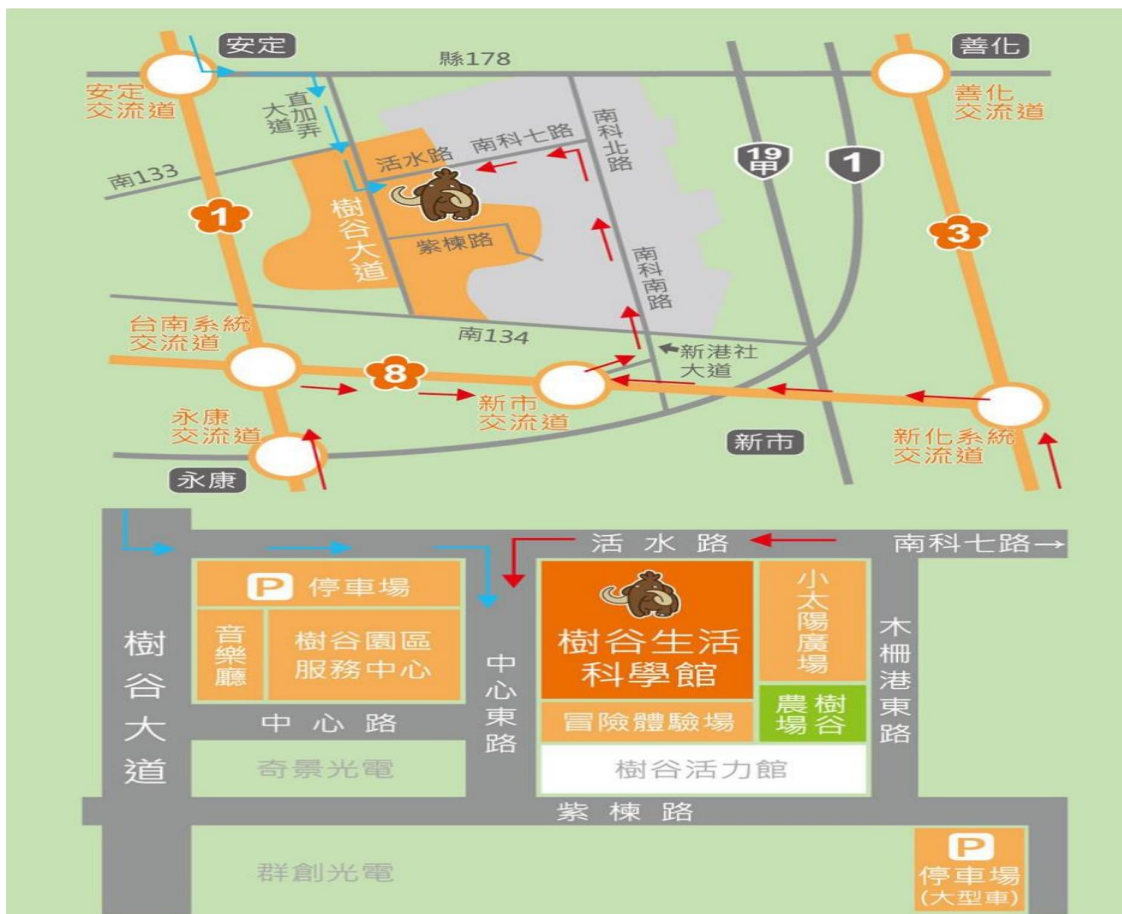 安定
縣178
善化
安定
交流道
善化
交流道
直加弄
大道
南科北路
南科七路
活水路
19
甲
1
南133
1
樹谷大道
紫楝路
3
南科南路
台南系統
交流道
南134
新港社
大道
8
永康
交流道
新市
交流道
新市
新化系統
交流道
永康
活水路
南科七路→
P 停車場
樹谷生活
科學館
小太陽廣場
音樂廳
樹谷園區
服務中心
樹谷大道
中心東路
木柵港東路
中心路
冒險體驗場
樹谷
農場
奇景光電
樹谷活力館
紫楝路
群創光電
P
停車場
(大型車)